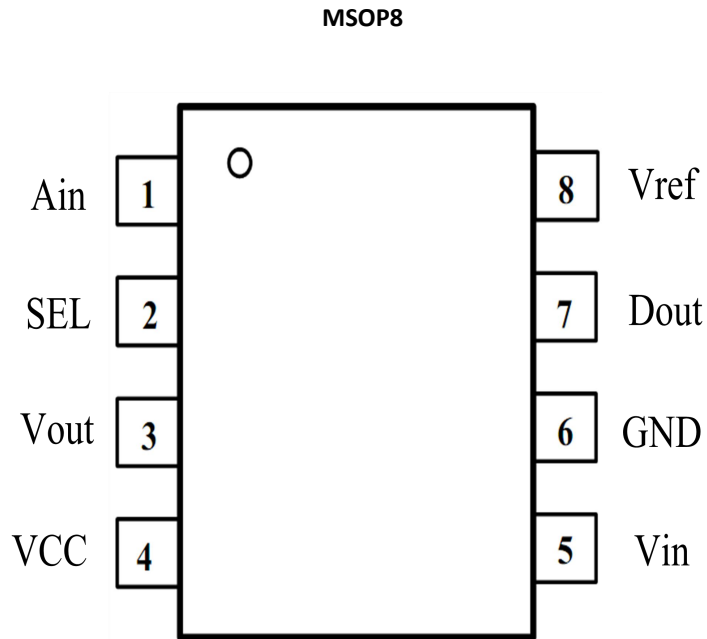 MSOP8
Ain 1 8 Vref
SEL 2 7 Dout
Vout 3 6 GND
VCC 4 5 Vin